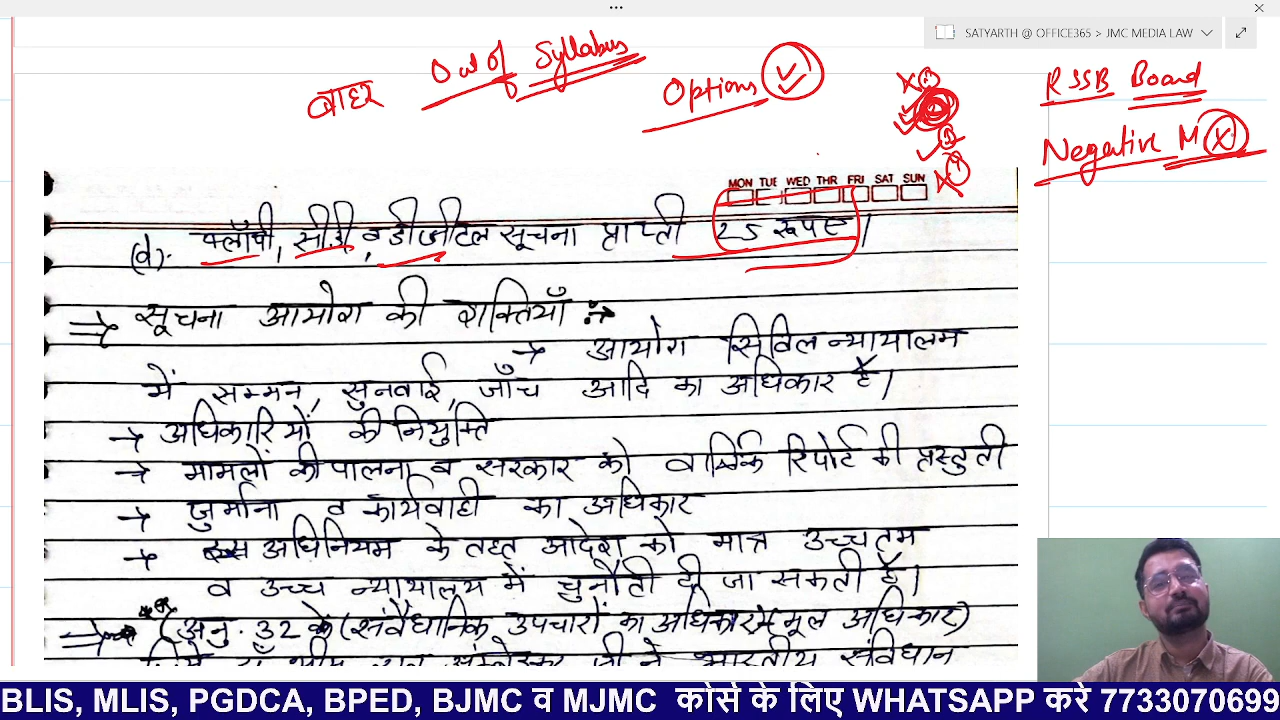 SATYARTH @ OFFICE365 > JMC MEDIA LAW
बाहर Out of Syllabus
Options
RSSB Board
Negative M
MON TUE WED THR FRI SAT SUN
(d). फ्लॉपी, सी.डी, व डीजीटल सूचना प्राप्ती 25 रूपए।
⇒ सूचना आयोग की शक्तियाँ :→
→ आयोग सिविल न्यायालय
में सम्मन, सुनवाई, जाँच आदि का अधिकार है।
→ अधिकारियों की नियुक्ति
→ मामलों की पालना व सरकार को वार्षिक रिपोर्ट की प्रस्तुती
→ जुर्माना व कार्यवाही का अधिकार
→ इस अधिनियम के तहत आदेश को मात्र उच्चतम
व उच्च न्यायालय में चुनौती दी जा सकती है।
⇒ (अनु. 32 के (संवैधानिक उपचारों का अधिकार में मूल अधिकार)
भारतीय संविधान
BLIS, MLIS, PGDCA, BPED, BJMC व MJMC कोर्स के लिए WHATSAPP करे 7733070699